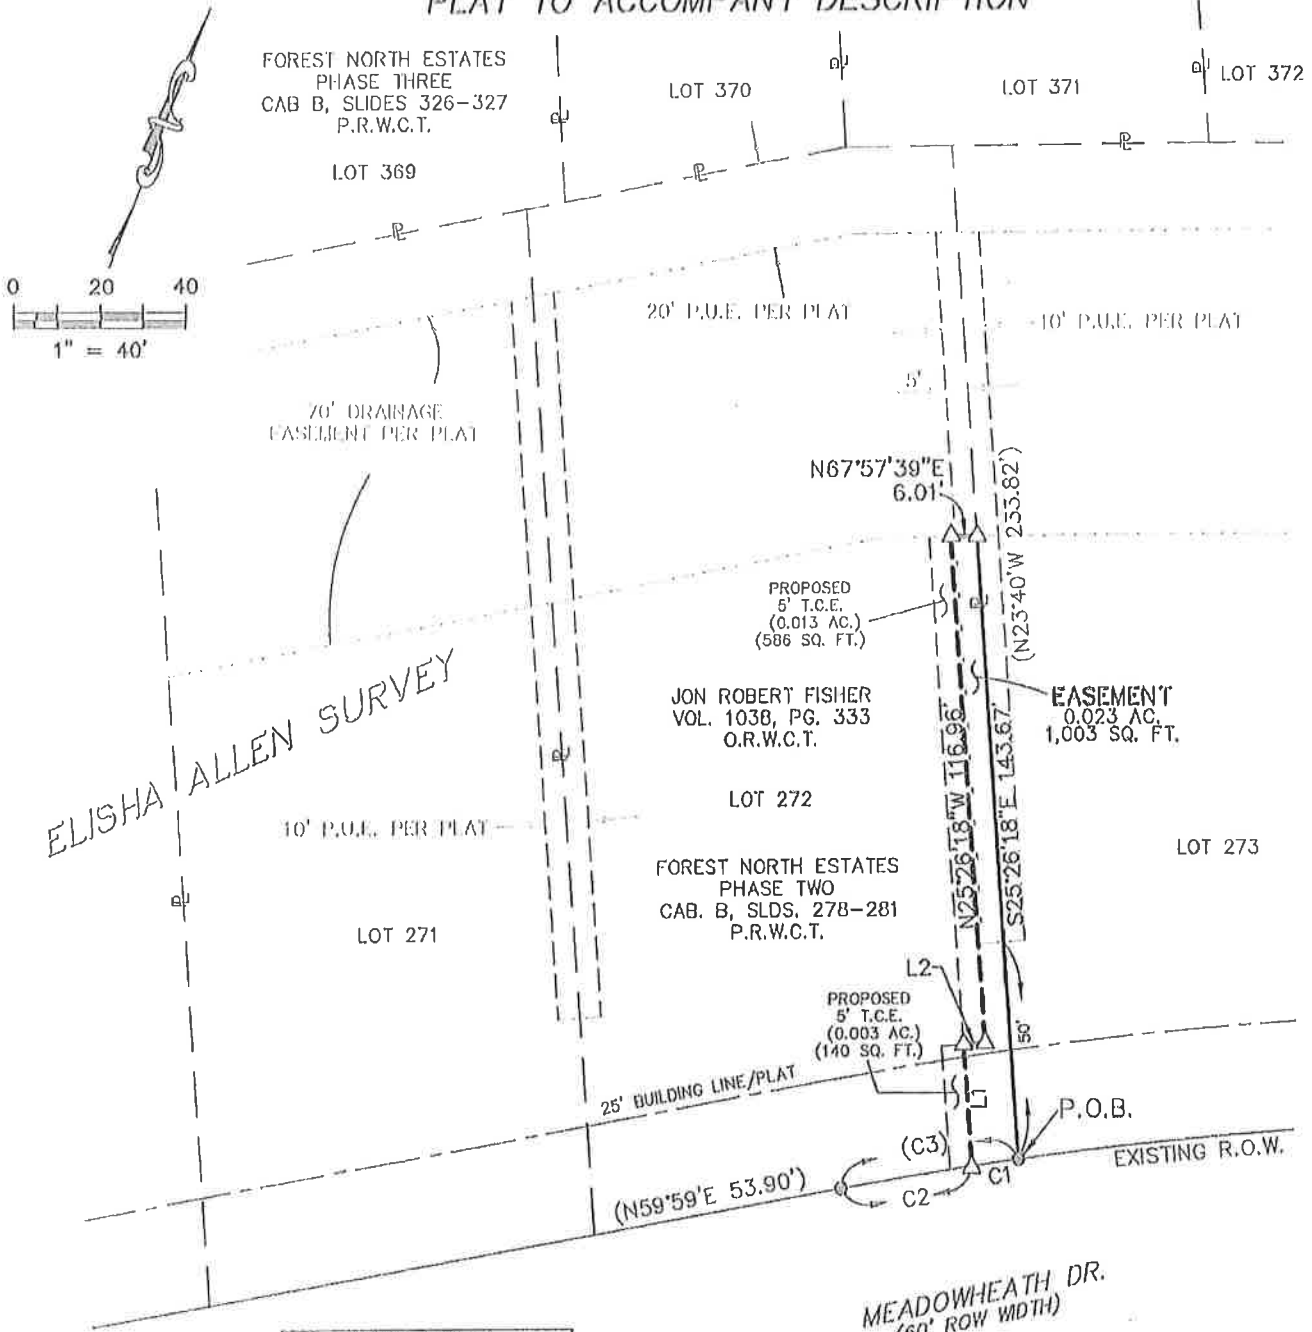 PLAT TO ACCOMPANY DESCRIPTION
FOREST NORTH ESTATES
PHASE THREE
CAB B, SLIDES 326-327
P.R.W.C.T.
LOT 369
LOT 370
LOT 371
LOT 372
0 20 40
1" = 40'
20' P.U.E. PER PLAT
10' P.U.E. PER PLAT
5'
70' DRAINAGE
EASEMENT PER PLAT
N67°57'39"E
6.01'
(N23°40'W 233.82')
PROPOSED
5' T.C.E.
(0.013 AC.)
(586 SQ. FT.)
JON ROBERT FISHER
VOL. 1038, PG. 333
O.R.W.C.T.
EASEMENT
0.023 AC.
1,003 SQ. FT.
N25°26'18"W 116.96'
S25°26'18"E 143.67'
ELISHA ALLEN SURVEY
LOT 272
10' P.U.E. PER PLAT
LOT 273
FOREST NORTH ESTATES
PHASE TWO
CAB. B, SLDS. 278-281
P.R.W.C.T.
LOT 271
L2
PROPOSED
5' T.C.E.
(0.003 AC.)
(140 SQ. FT.)
50'
25' BUILDING LINE/PLAT
L1
P.O.B.
(C3)
C1
EXISTING R.O.W.
(N59°59'E 53.90')
C2
MEADOWHEATH DR.
(60' ROW WIDTH)